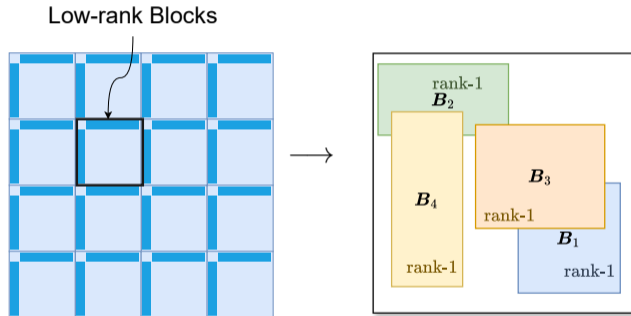 Low-rank Blocks
rank-1
B₂
B₃
B₄
rank-1
B₁
rank-1
rank-1